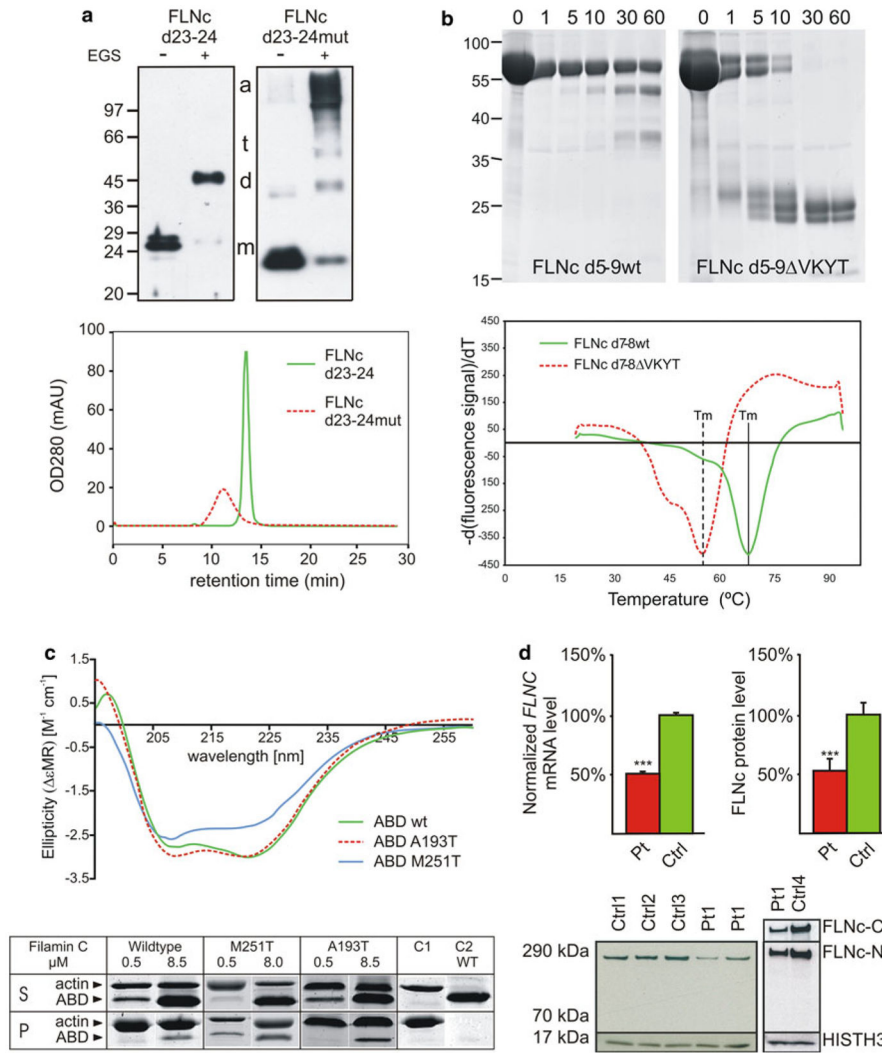 a
FLNc FLNc
d23-24 d23-24mut
EGS - + - +
97
66
45
36
29
24
20
a
t
d
m
100
80
60
40
20
0
OD280 (mAU)
FLNc
d23-24
FLNc
d23-24mut
0 5 10 15 20 25 30
retention time (min)
b
0 1 5 10 30 60 0 1 5 10 30 60
100
55
40
35
25
15
FLNc d5-9wt FLNc d5-9ΔVKYT
450
350
250
150
50
-50
150
250
-350
-450
-d(fluorescence signal)/dT
FLNc d7-8wt
FLNc d7-8ΔVKYT
Tm Tm
0 15 30 45 60 75 90
Temperature (ºC)
c
1.5
0.5
-0.5
-1.5
-2.5
-3.5
Ellipticity (ΔεMR) [M⁻¹ cm⁻¹]
205 215 225 235 245 255
wavelength [nm]
ABD wt
ABD A193T
ABD M251T
Filamin C Wildtype M251T A193T C1 C2
µM 0.5 8.5 0.5 8.0 0.5 8.5 WT
S actin
ABD
P actin
ABD
d
150%
100%
50%
Normalized FLNC
mRNA level
***
Pt Ctrl
150%
100%
50%
FLNc protein level
***
Pt Ctrl
Ctrl1 Ctrl2 Ctrl3 Pt1 Pt1 Pt1 Ctrl4
290 kDa
70 kDa
17 kDa
FLNc-C
FLNc-N
HISTH3